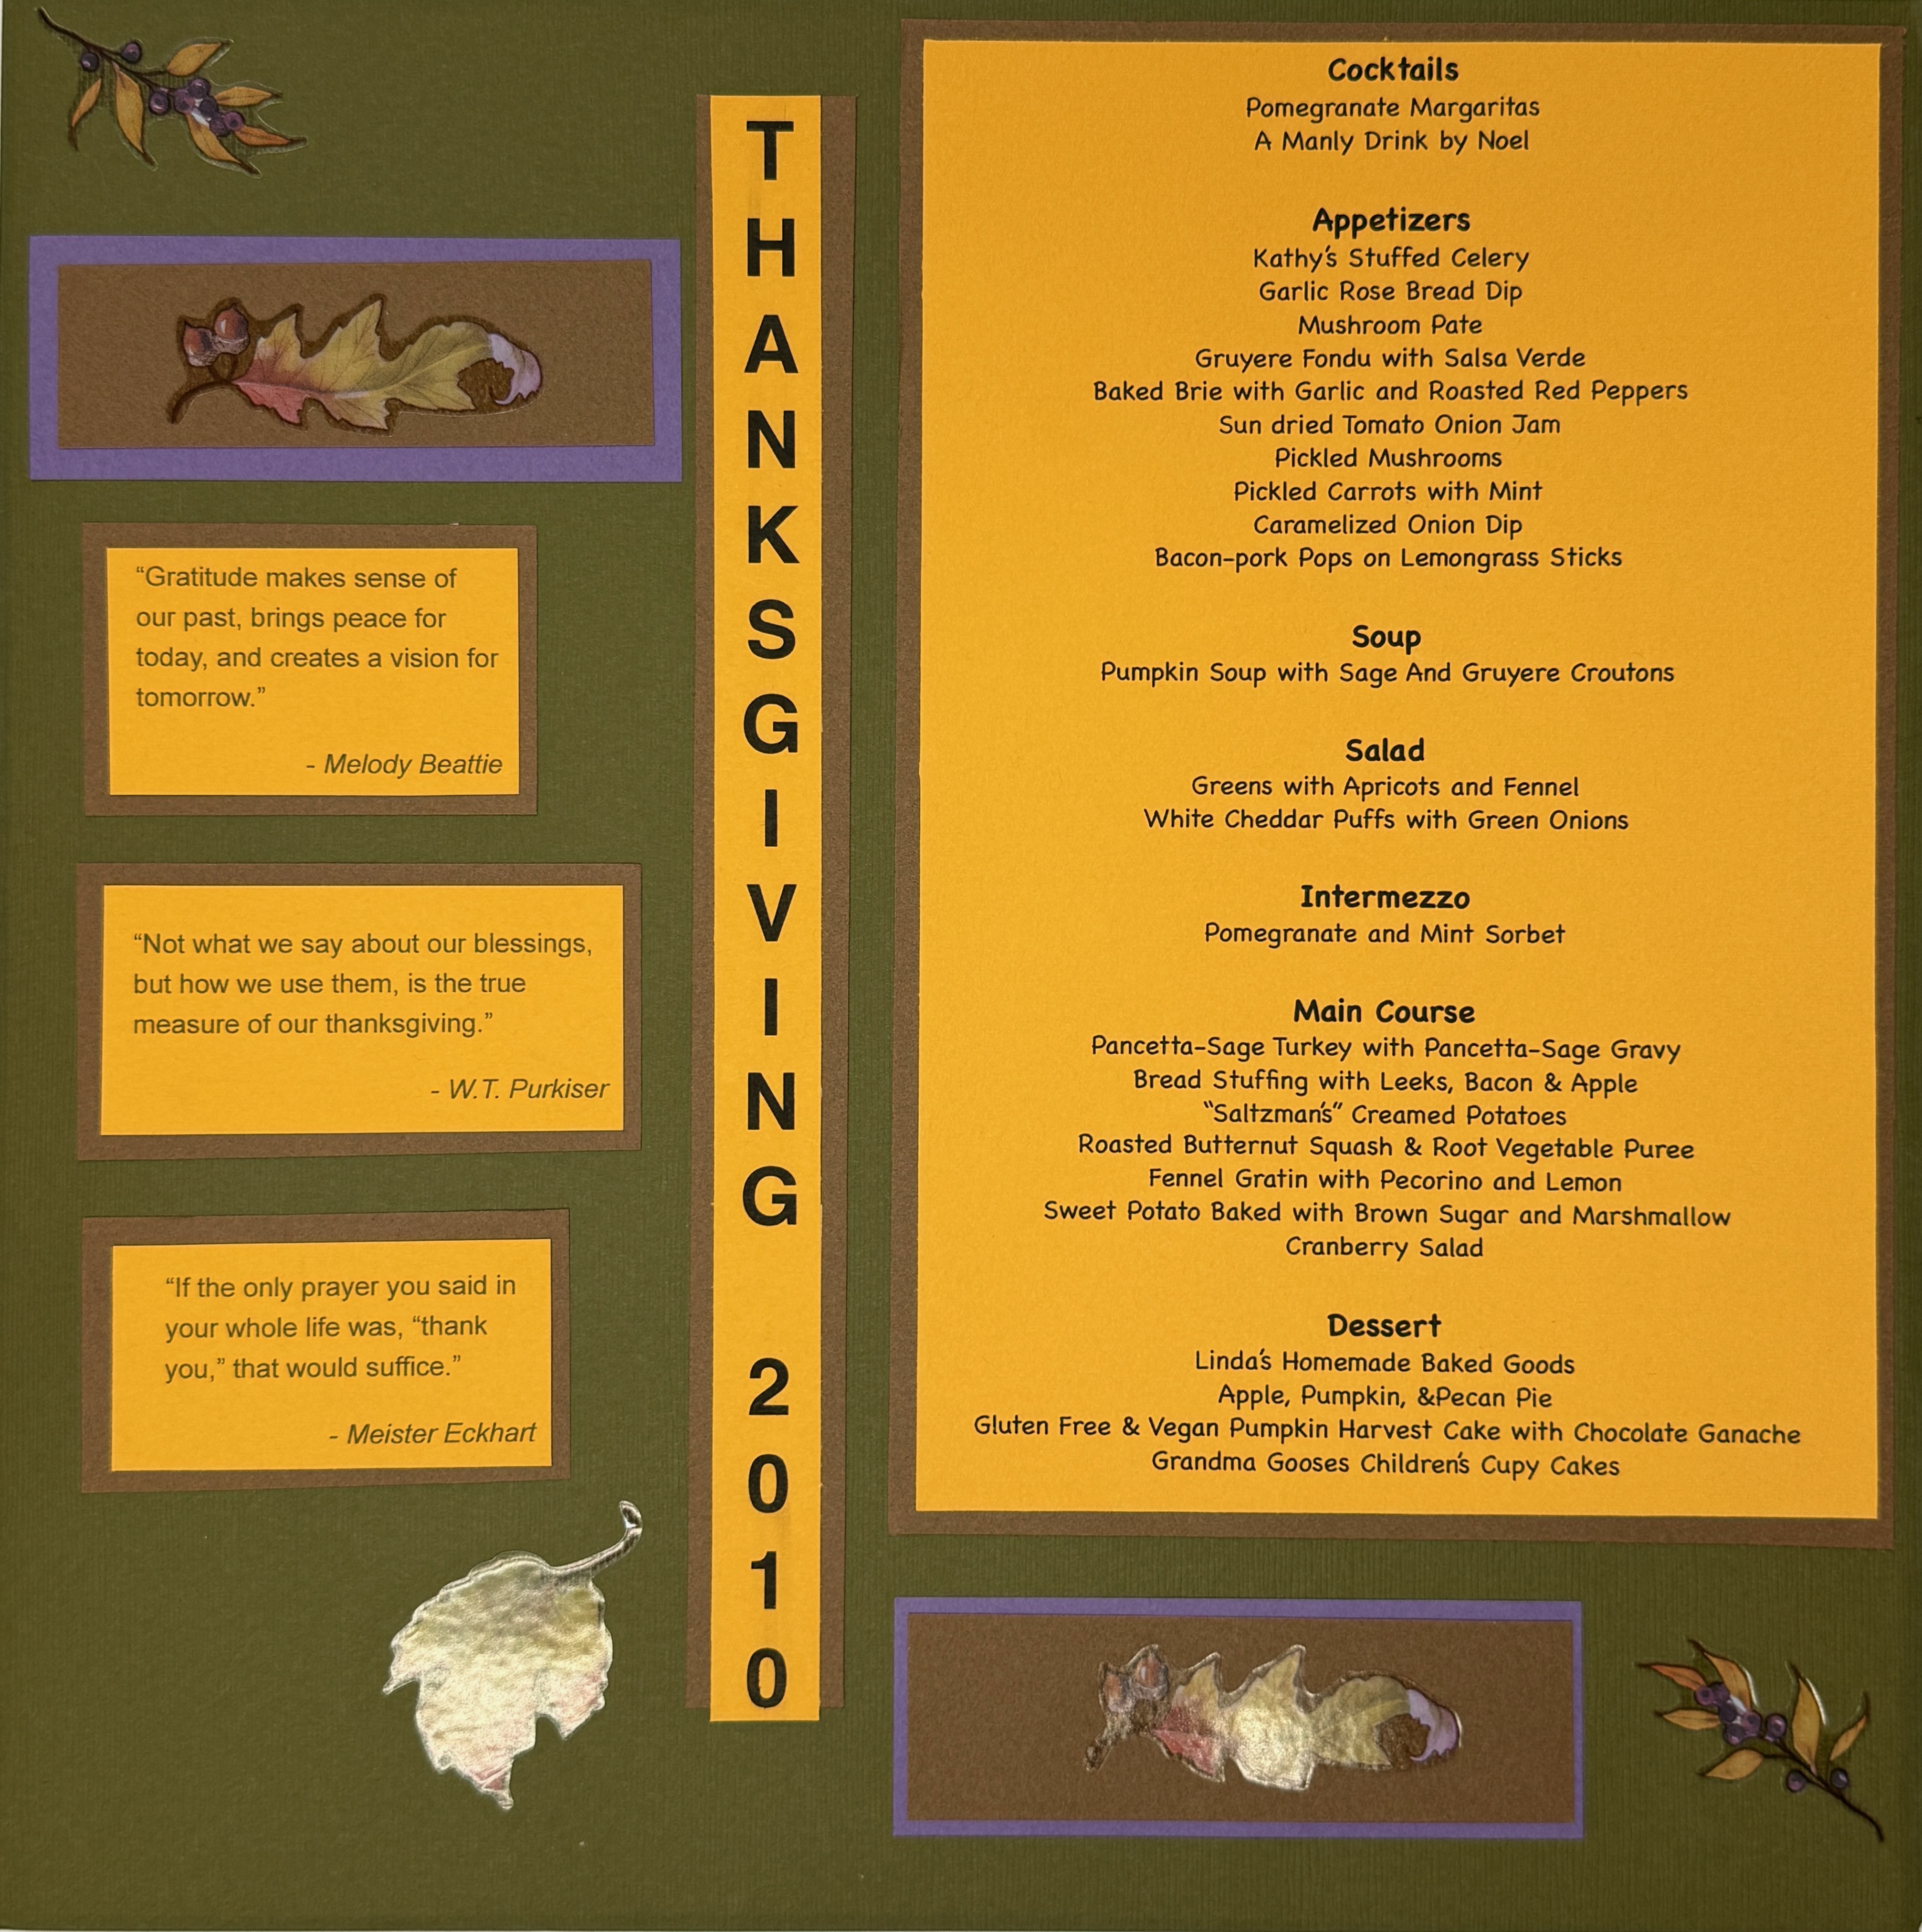 THANKSGIVING 2010
“Gratitude makes sense of
our past, brings peace for
today, and creates a vision for
tomorrow.”
- Melody Beattie
“Not what we say about our blessings,
but how we use them, is the true
measure of our thanksgiving.”
- W.T. Purkiser
“If the only prayer you said in
your whole life was, “thank
you,” that would suffice.”
- Meister Eckhart
Cocktails
Pomegranate Margaritas
A Manly Drink by Noel
Appetizers
Kathy's Stuffed Celery
Garlic Rose Bread Dip
Mushroom Pate
Gruyere Fondu with Salsa Verde
Baked Brie with Garlic and Roasted Red Peppers
Sun dried Tomato Onion Jam
Pickled Mushrooms
Pickled Carrots with Mint
Caramelized Onion Dip
Bacon-pork Pops on Lemongrass Sticks
Soup
Pumpkin Soup with Sage And Gruyere Croutons
Salad
Greens with Apricots and Fennel
White Cheddar Puffs with Green Onions
Intermezzo
Pomegranate and Mint Sorbet
Main Course
Pancetta-Sage Turkey with Pancetta-Sage Gravy
Bread Stuffing with Leeks, Bacon & Apple
“Saltzman's” Creamed Potatoes
Roasted Butternut Squash & Root Vegetable Puree
Fennel Gratin with Pecorino and Lemon
Sweet Potato Baked with Brown Sugar and Marshmallow
Cranberry Salad
Dessert
Linda's Homemade Baked Goods
Apple, Pumpkin, &Pecan Pie
Gluten Free & Vegan Pumpkin Harvest Cake with Chocolate Ganache
Grandma Gooses Children's Cupy Cakes